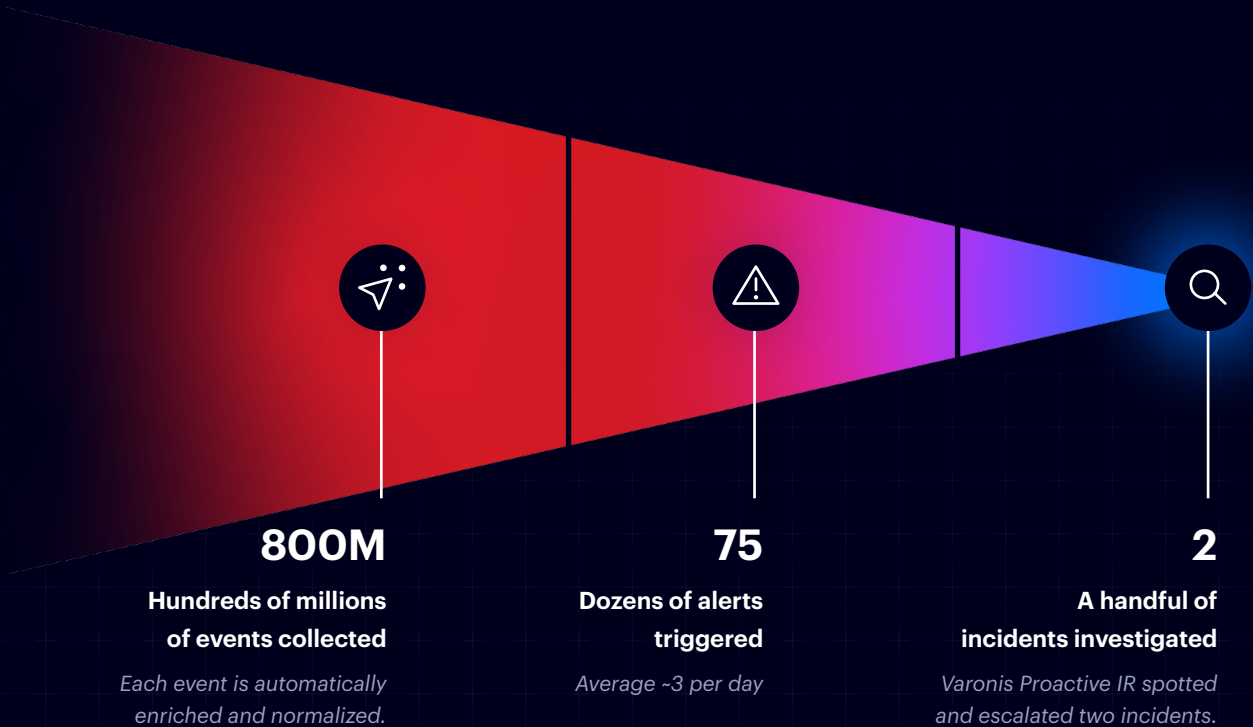 800M
Hundreds of millions
of events collected
Each event is automatically
enriched and normalized.
75
Dozens of alerts
triggered
Average ~3 per day
2
A handful of
incidents investigated
Varonis Proactive IR spotted
and escalated two incidents.